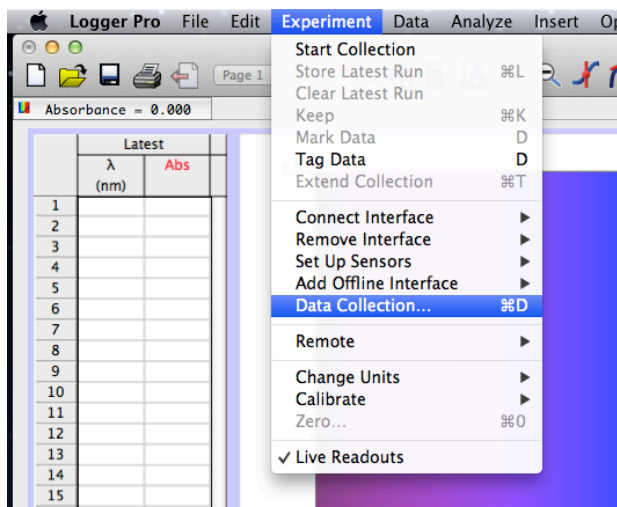 Logger Pro File Edit Experiment Data Analyze Insert
Page 1
Absorbance = 0.000
Latest
λ Abs
(nm)
1
2
3
4
5
6
7
8
9
10
11
12
13
14
15
Start Collection
Store Latest Run ⌘L
Clear Latest Run
Keep ⌘K
Mark Data D
Tag Data D
Extend Collection ⌘T
Connect Interface ▶
Remove Interface ▶
Set Up Sensors ▶
Add Offline Interface ▶
Data Collection... ⌘D
Remote ▶
Change Units ▶
Calibrate ▶
Zero... ⌘0
✓ Live Readouts